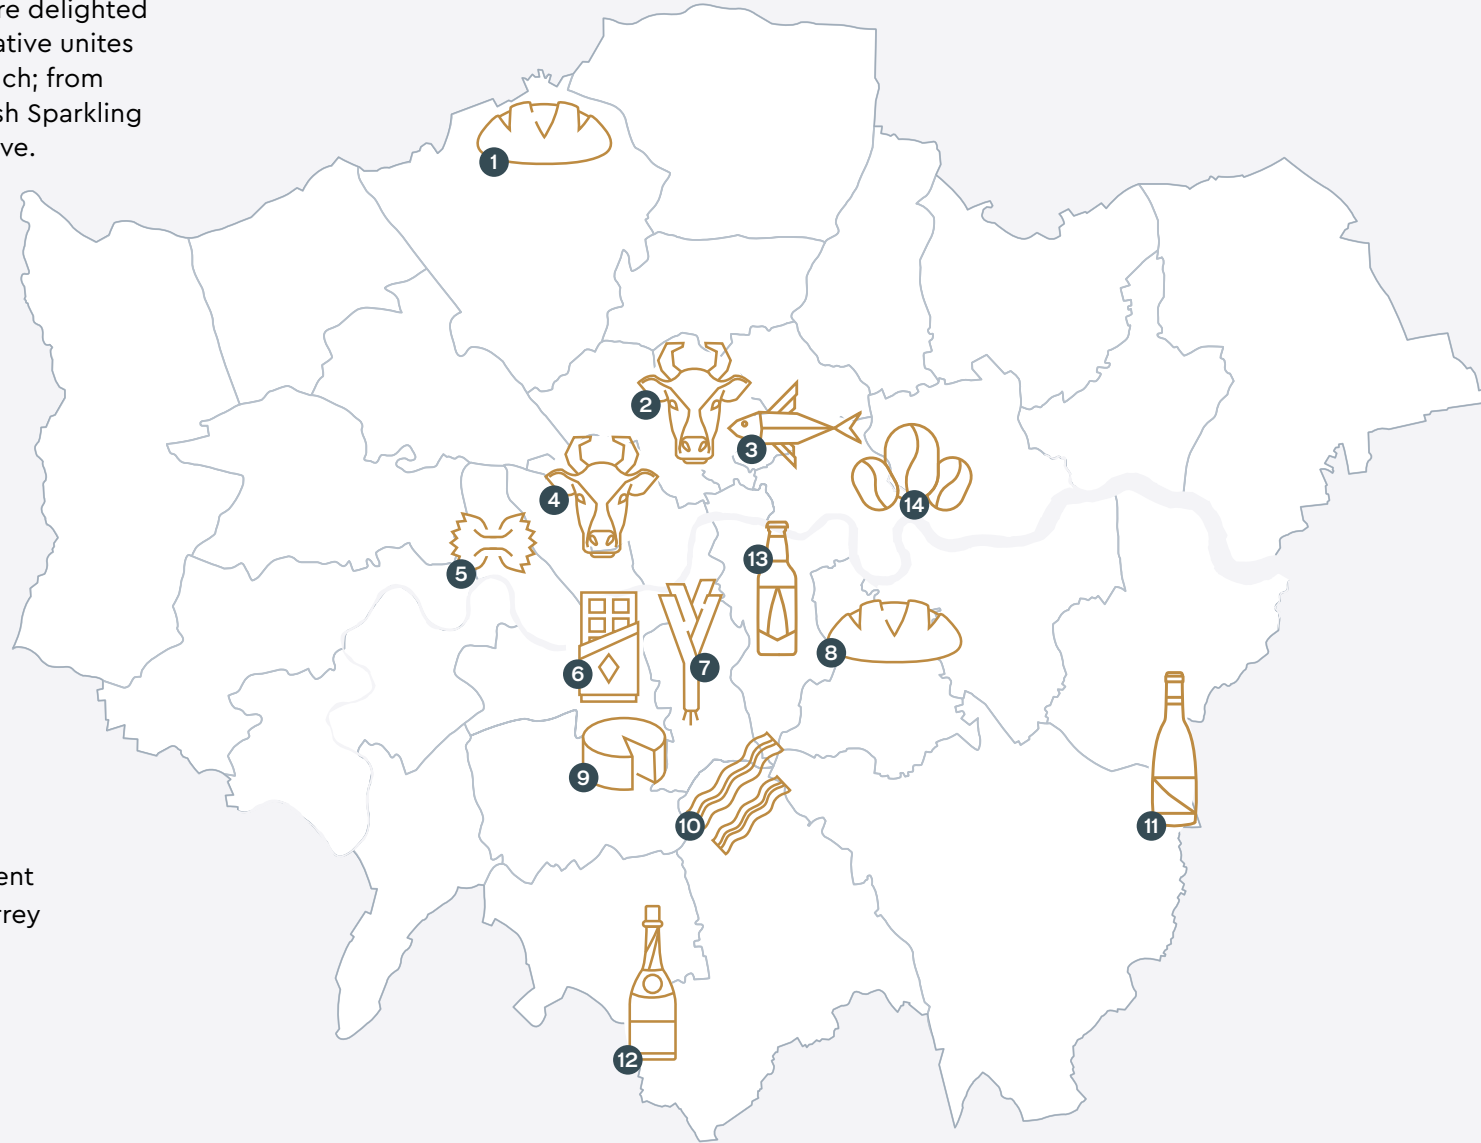 re delighted
ative unites
ch; from
sh Sparkling
ve.
1
2
3
4
14
13
5
6
7
8
9
10
11
ent
rrey
12